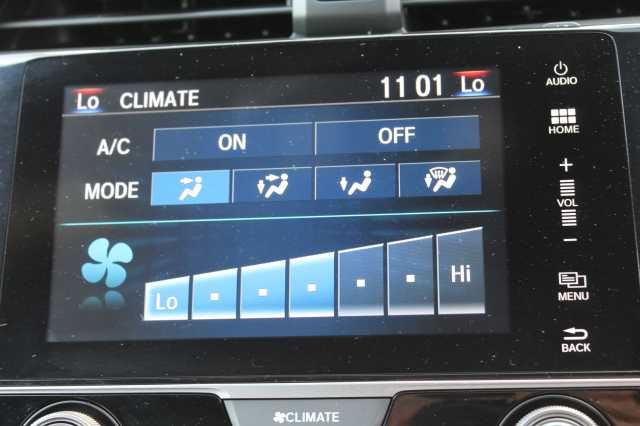 Lo CLIMATE 11 01 Lo
A/C ON OFF
MODE
Lo Hi
AUDIO
HOME
+
VOL
−
MENU
BACK
CLIMATE